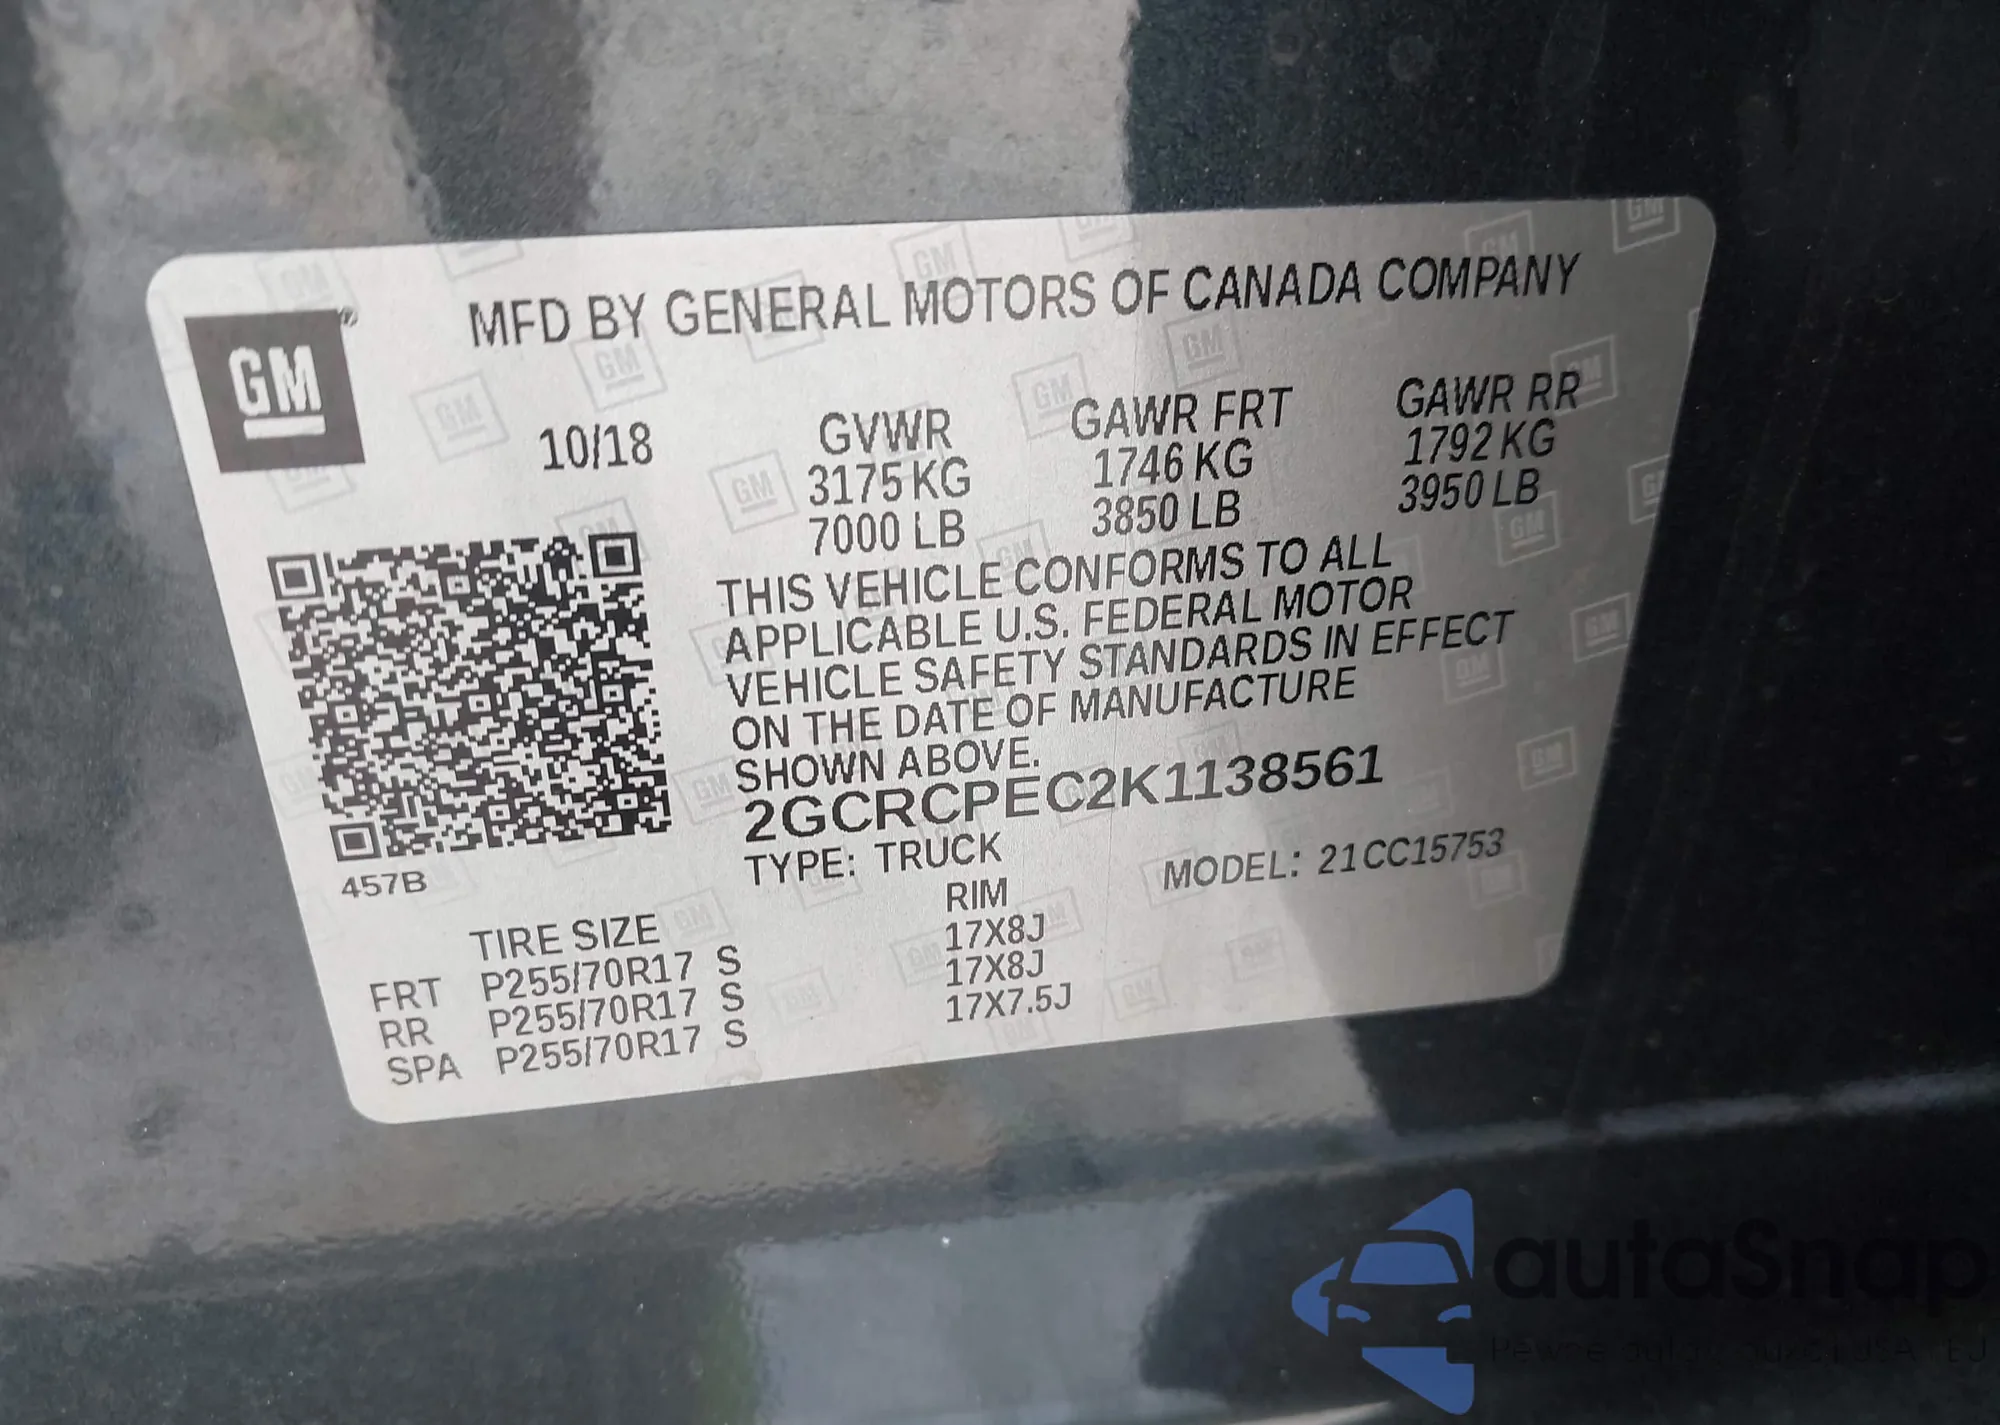 GM
MFD BY GENERAL MOTORS OF CANADA COMPANY
10/18
GVWR
3175 KG
7000 LB
GAWR FRT
1746 KG
3850 LB
GAWR RR
1792 KG
3950 LB
THIS VEHICLE CONFORMS TO ALL
APPLICABLE U.S. FEDERAL MOTOR
VEHICLE SAFETY STANDARDS IN EFFECT
ON THE DATE OF MANUFACTURE
SHOWN ABOVE.
2GCRCPEC2K1138561
TYPE: TRUCK
MODEL: 21CC15753
457B
TIRE SIZE
RIM
FRT P255/70R17 S 17X8J
RR P255/70R17 S 17X8J
SPA P255/70R17 S 17X7.5J
autaSnap